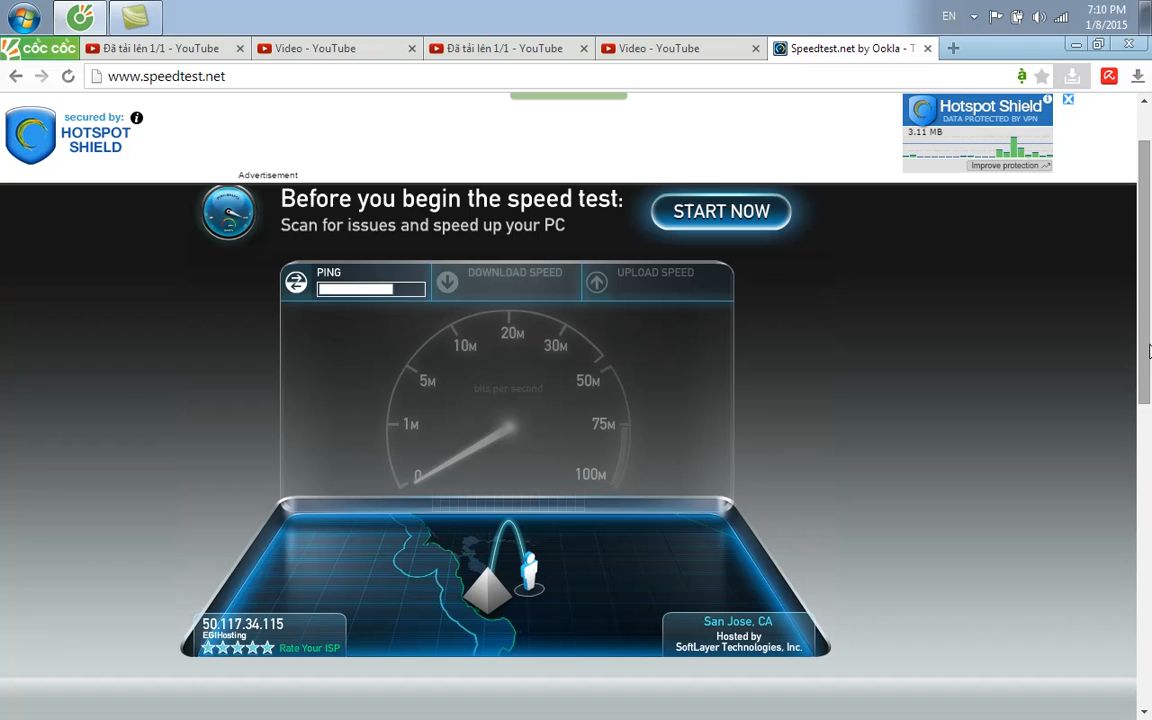 EN
7:10 PM
1/8/2015
CỐC CỐC
Đã tải lên 1/1 - YouTube
Video - YouTube
Đã tải lên 1/1 - YouTube
Video - YouTube
Speedtest.net by Ookla - T
www.speedtest.net
secured by:
HOTSPOT
SHIELD
Hotspot Shield
DATA PROTECTED BY VPN
3.11 MB
Improve protection
Advertisement
Before you begin the speed test:
Scan for issues and speed up your PC
START NOW
PING
DOWNLOAD SPEED
UPLOAD SPEED
20M
10M
30M
5M
50M
bits per second
1M
75M
0
100M
50.117.34.115
EGIHosting
Rate Your ISP
San Jose, CA
Hosted by
SoftLayer Technologies, Inc.